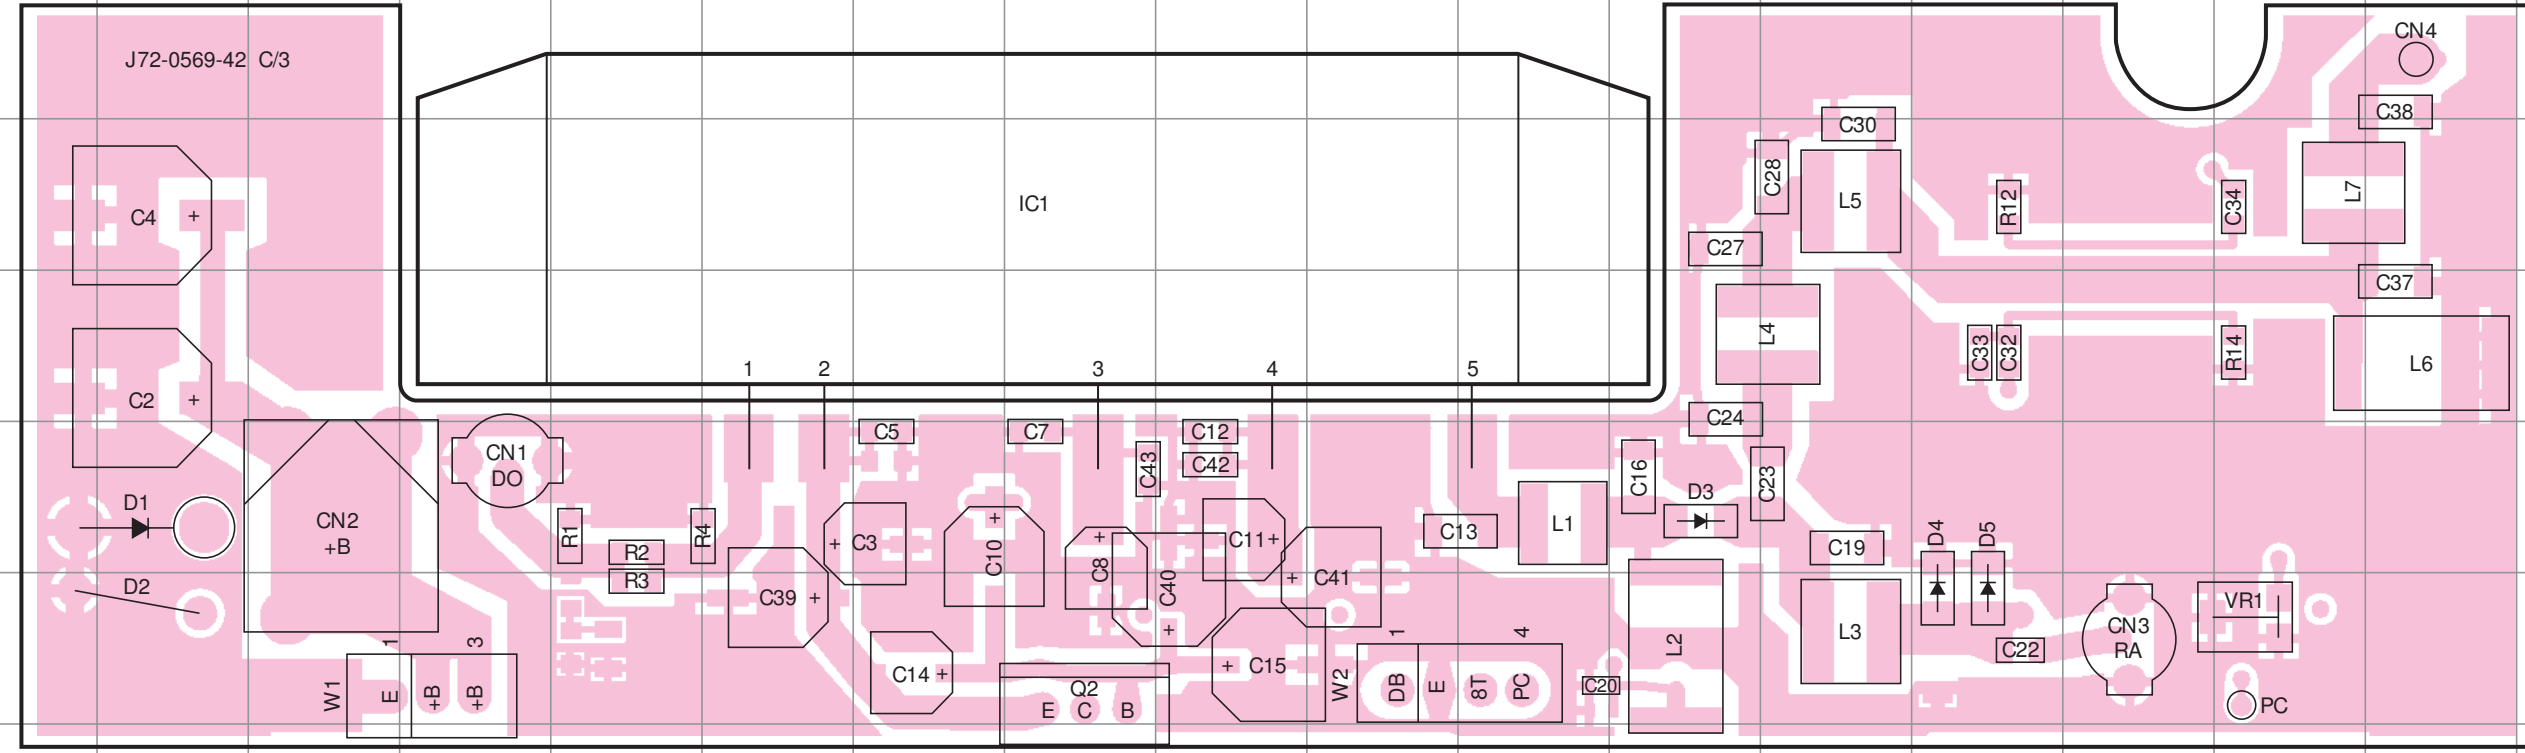 J72-0569-42 C/3
CN4
C38
C30
C28
L5
R12
C34
L7
C4
+
IC1
C27
C37
L4
C33
C32
R14
L6
1
2
3
4
5
C2
+
C24
CN1
DO
C5
C7
C12
C42
C43
C16
C23
D3
D1
CN2
+B
R1
R2
R3
R4
+
C3
+
C10
+
C8
C40
+
C11
+
+
C41
C13
L1
C19
D4
D5
D2
C39
+
L2
L3
C22
CN3
RA
VR1
W1
1
3
E
+B
+B
C14
+
Q2
E
C
B
+
C15
W2
1
4
DB
E
8T
PC
C20
PC